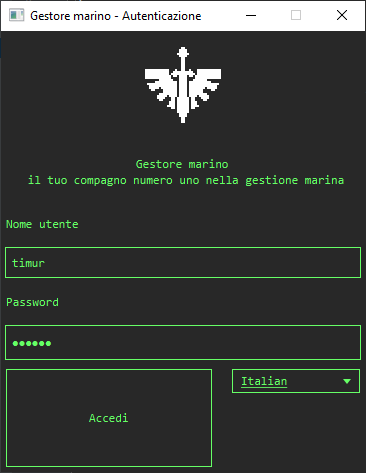 Gestore marino - Autenticazione
Gestore marino
il tuo compagno numero uno nella gestione marina
Nome utente
timur
Password
●●●●●●
Accedi
Italian